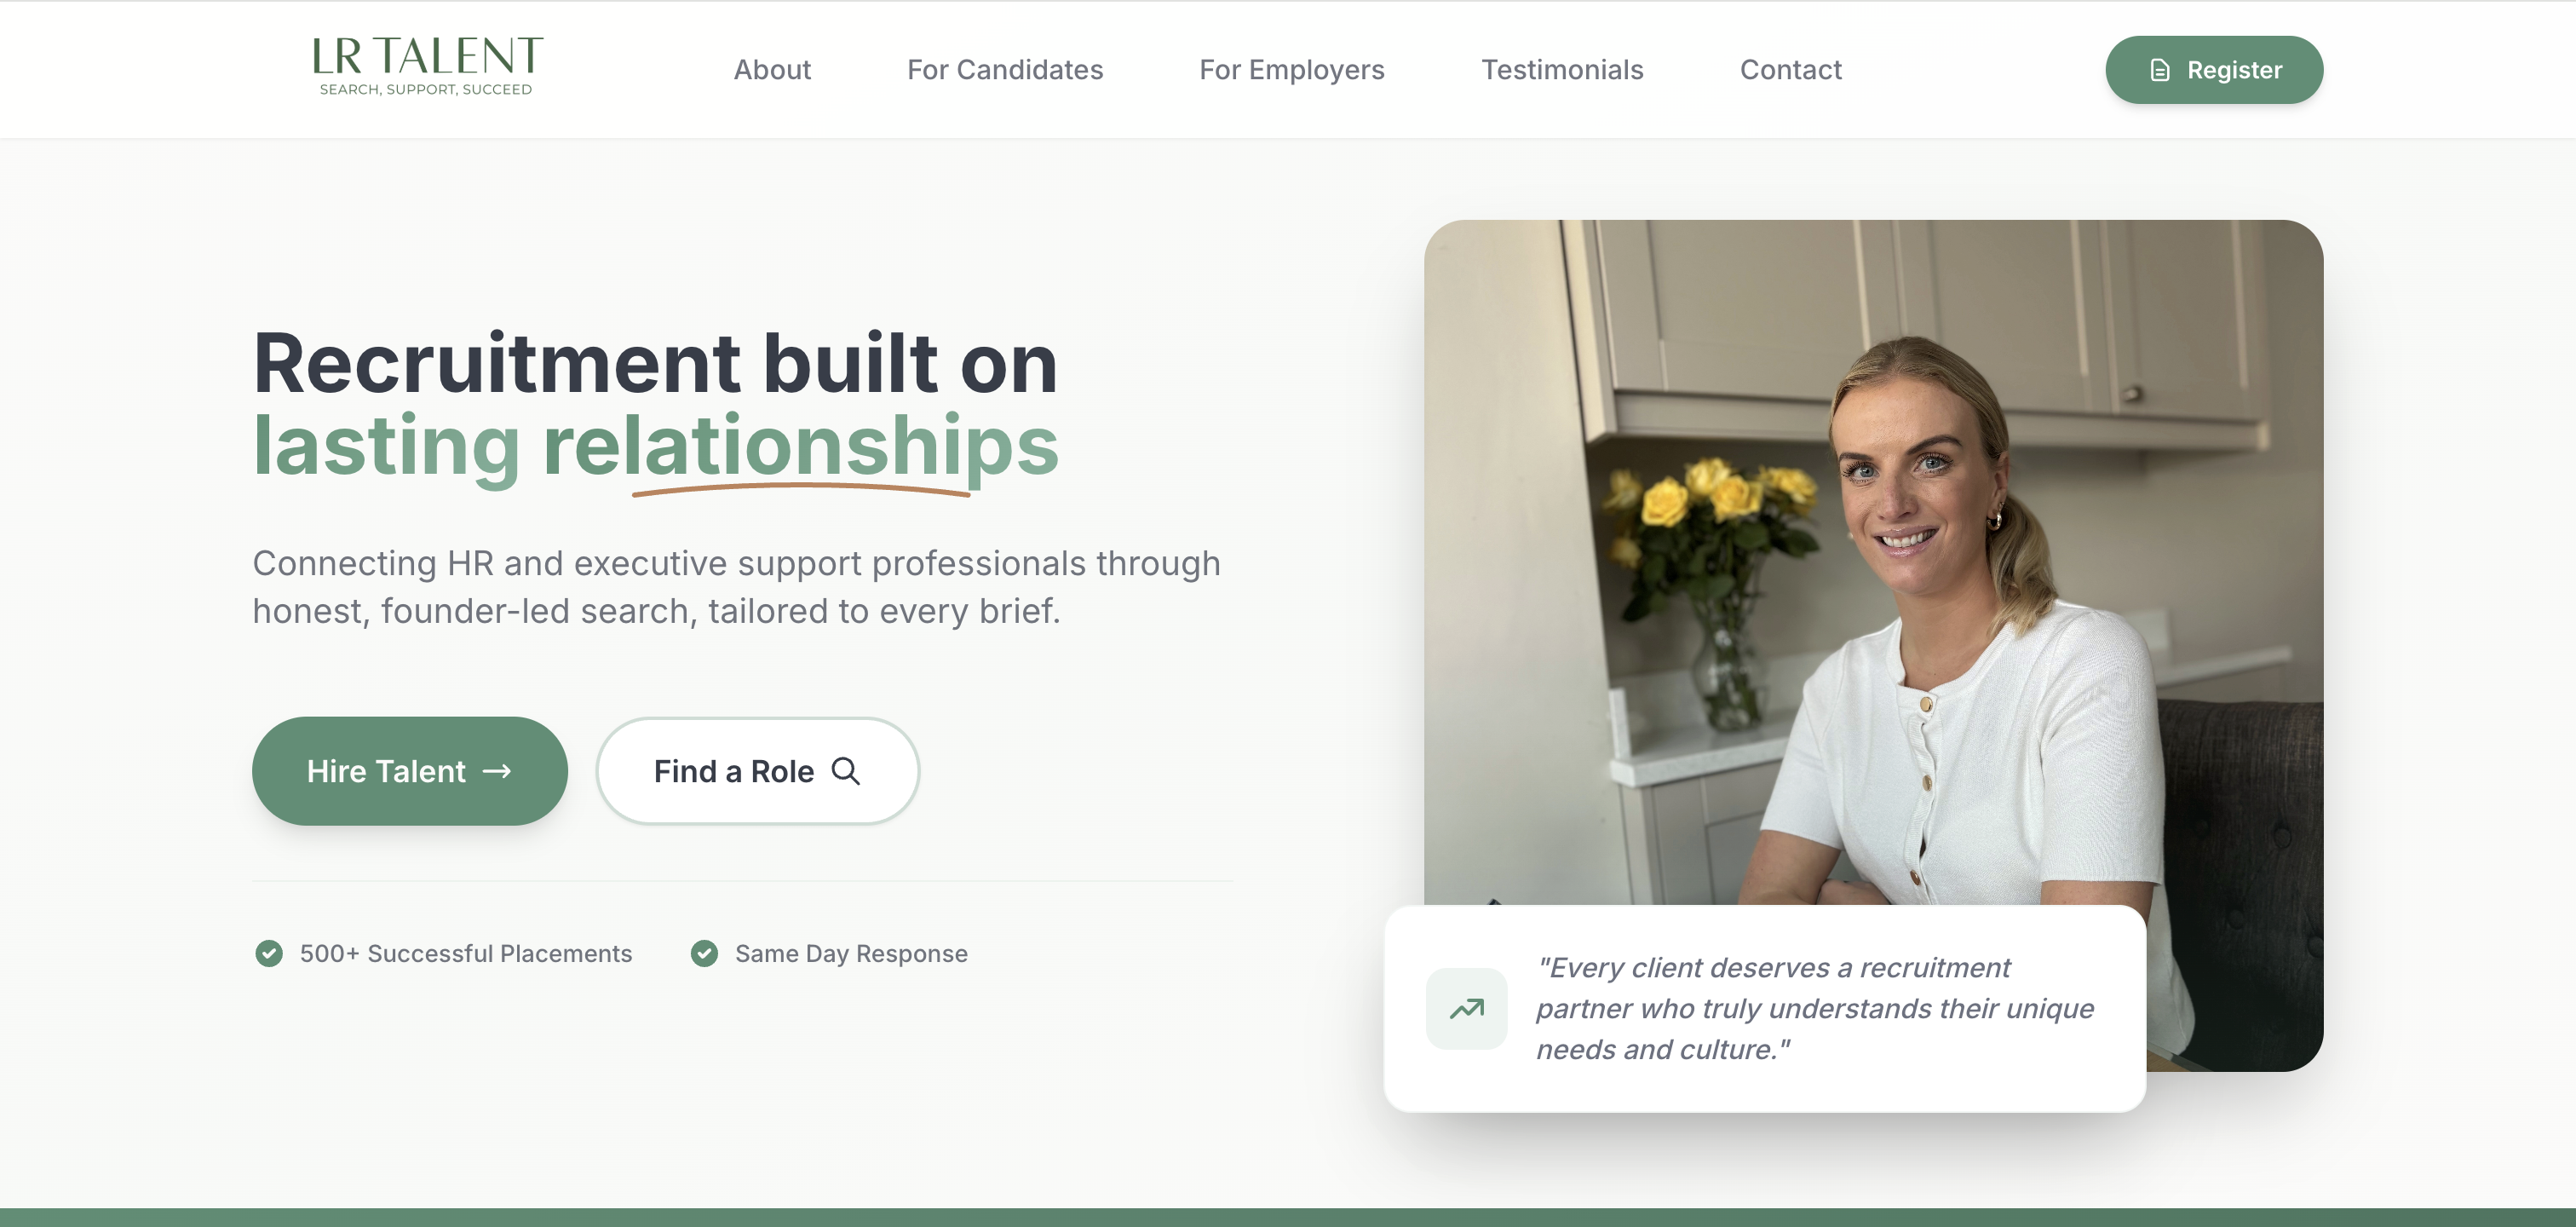 LR TALENT
SEARCH, SUPPORT, SUCCEED
About
For Candidates
For Employers
Testimonials
Contact
Register
Recruitment built on
lasting relationships
Connecting HR and executive support professionals through
honest, founder-led search, tailored to every brief.
Hire Talent
Find a Role
500+ Successful Placements
Same Day Response
"Every client deserves a recruitment
partner who truly understands their unique
needs and culture."